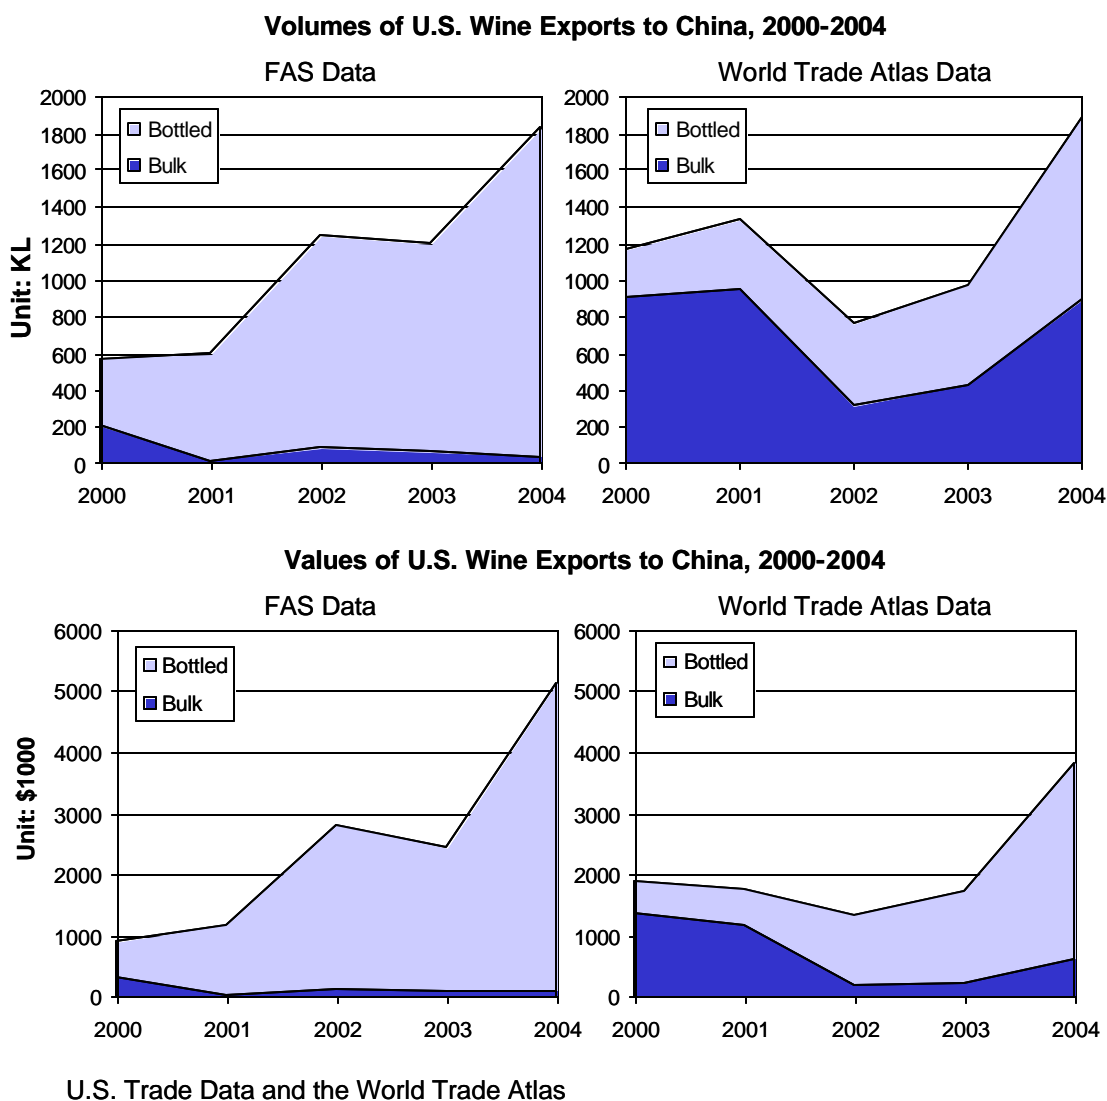 Volumes of U.S. Wine Exports to China, 2000-2004
FAS Data
World Trade Atlas Data
Unit: KL
2000
1800
1600
1400
1200
1000
800
600
400
200
0
Bottled
Bulk
2000 2001 2002 2003 2004
2000
1800
1600
1400
1200
1000
800
600
400
200
0
Bottled
Bulk
2000 2001 2002 2003 2004
Values of U.S. Wine Exports to China, 2000-2004
FAS Data
World Trade Atlas Data
Unit: $1000
6000
5000
4000
3000
2000
1000
0
Bottled
Bulk
2000 2001 2002 2003 2004
6000
5000
4000
3000
2000
1000
0
Bottled
Bulk
2000 2001 2002 2003 2004
U.S. Trade Data and the World Trade Atlas